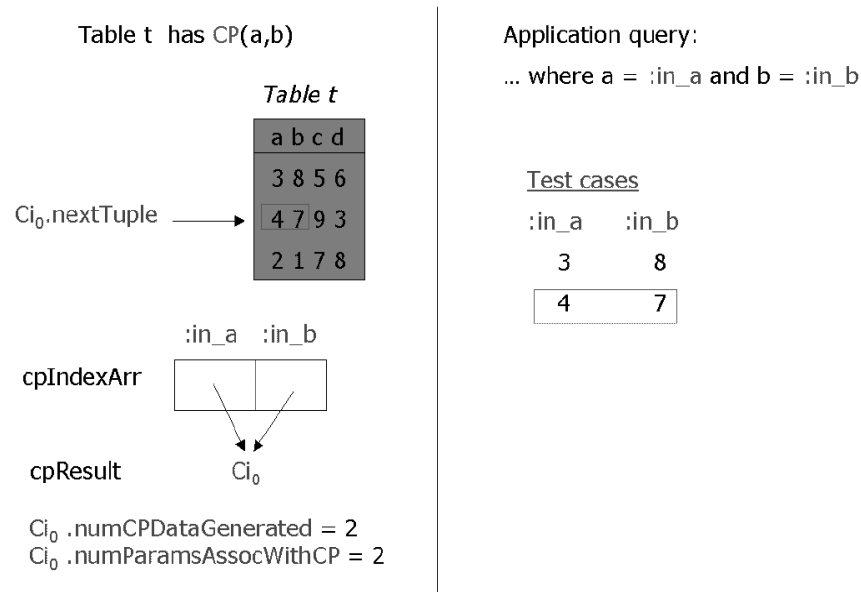 Table t has CP(a,b)
Table t
a b c d
3 8 5 6
Ci0.nextTuple
4 7 9 3
2 1 7 8
:in_a :in_b
cpIndexArr
cpResult
Ci0
Ci0 .numCPDataGenerated = 2
Ci0 .numParamsAssocWithCP = 2
Application query:
... where a = :in_a and b = :in_b
Test cases
:in_a :in_b
3 8
4 7